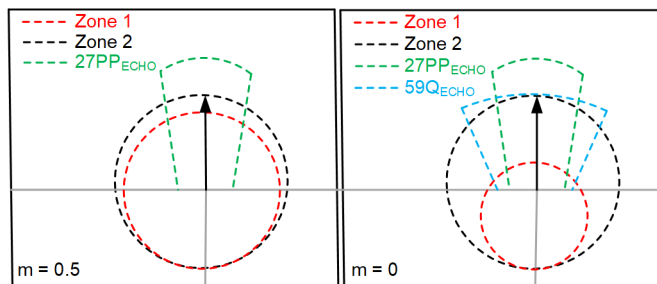 Zone 1
Zone 2
27PP_ECHO
m = 0.5
Zone 1
Zone 2
27PP_ECHO
59Q_ECHO
m = 0